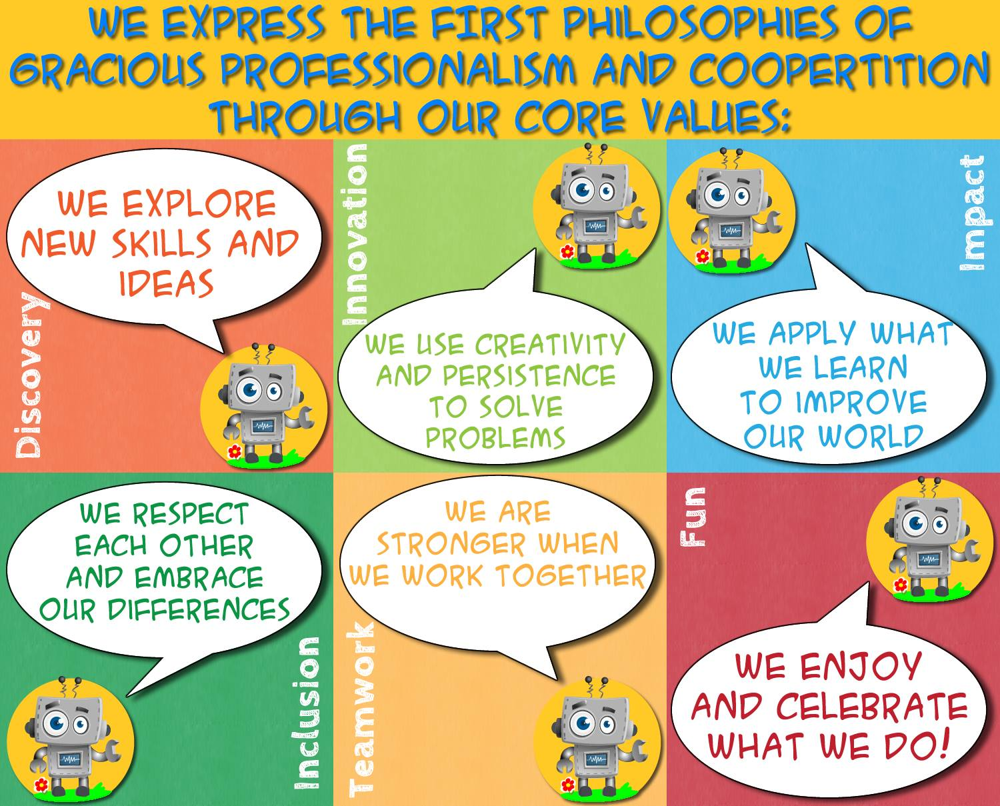 WE EXPRESS THE FIRST PHILOSOPHIES OF
GRACIOUS PROFESSIONALISM AND COOPERTITION
THROUGH OUR CORE VALUES:
Discovery
WE EXPLORE
NEW SKILLS AND
IDEAS
Innovation
WE USE CREATIVITY
AND PERSISTENCE
TO SOLVE
PROBLEMS
Impact
WE APPLY WHAT
WE LEARN
TO IMPROVE
OUR WORLD
Inclusion
WE RESPECT
EACH OTHER
AND EMBRACE
OUR DIFFERENCES
Teamwork
WE ARE
STRONGER WHEN
WE WORK TOGETHER
Fun
WE ENJOY
AND CELEBRATE
WHAT WE DO!